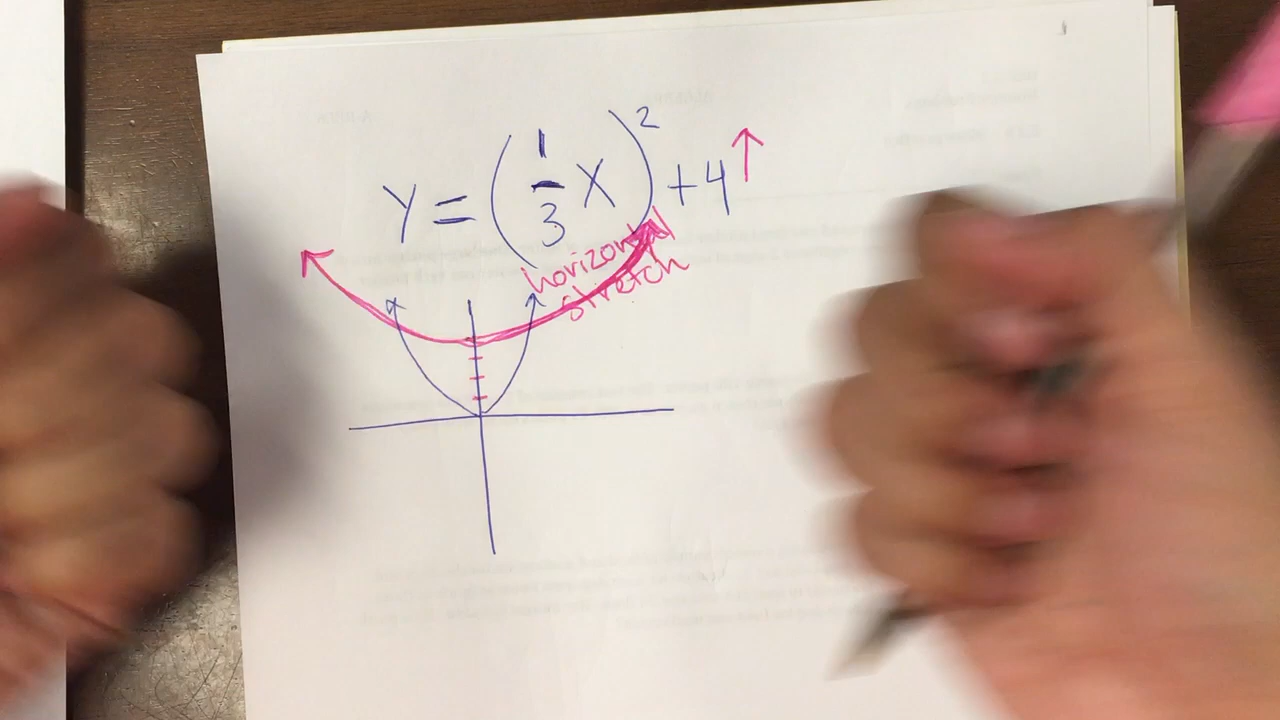 y = (1/3 x)² + 4 ↑
horizontal
stretch